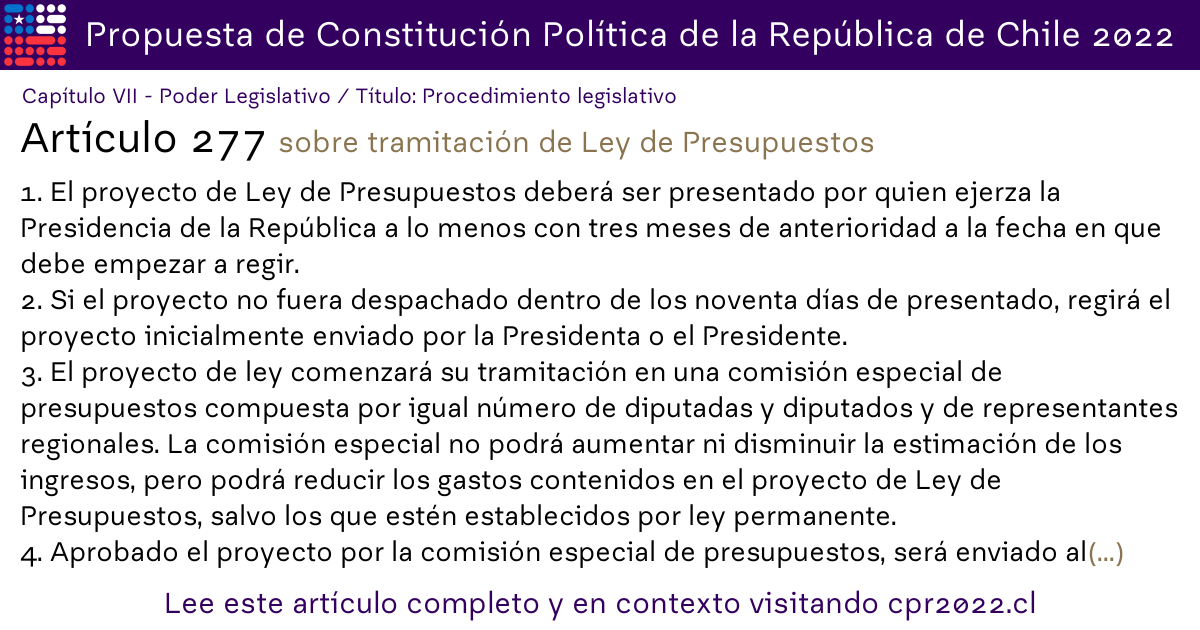 Propuesta de Constitución Política de la República de Chile 2022
Capítulo VII - Poder Legislativo / Título: Procedimiento legislativo
Artículo 277 sobre tramitación de Ley de Presupuestos
1. El proyecto de Ley de Presupuestos deberá ser presentado por quien ejerza la
Presidencia de la República a lo menos con tres meses de anterioridad a la fecha en que
debe empezar a regir.
2. Si el proyecto no fuera despachado dentro de los noventa días de presentado, regirá el
proyecto inicialmente enviado por la Presidenta o el Presidente.
3. El proyecto de ley comenzará su tramitación en una comisión especial de
presupuestos compuesta por igual número de diputadas y diputados y de representantes
regionales. La comisión especial no podrá aumentar ni disminuir la estimación de los
ingresos, pero podrá reducir los gastos contenidos en el proyecto de Ley de
Presupuestos, salvo los que estén establecidos por ley permanente.
4. Aprobado el proyecto por la comisión especial de presupuestos, será enviado al(...)
Lee este artículo completo y en contexto visitando cpr2022.cl